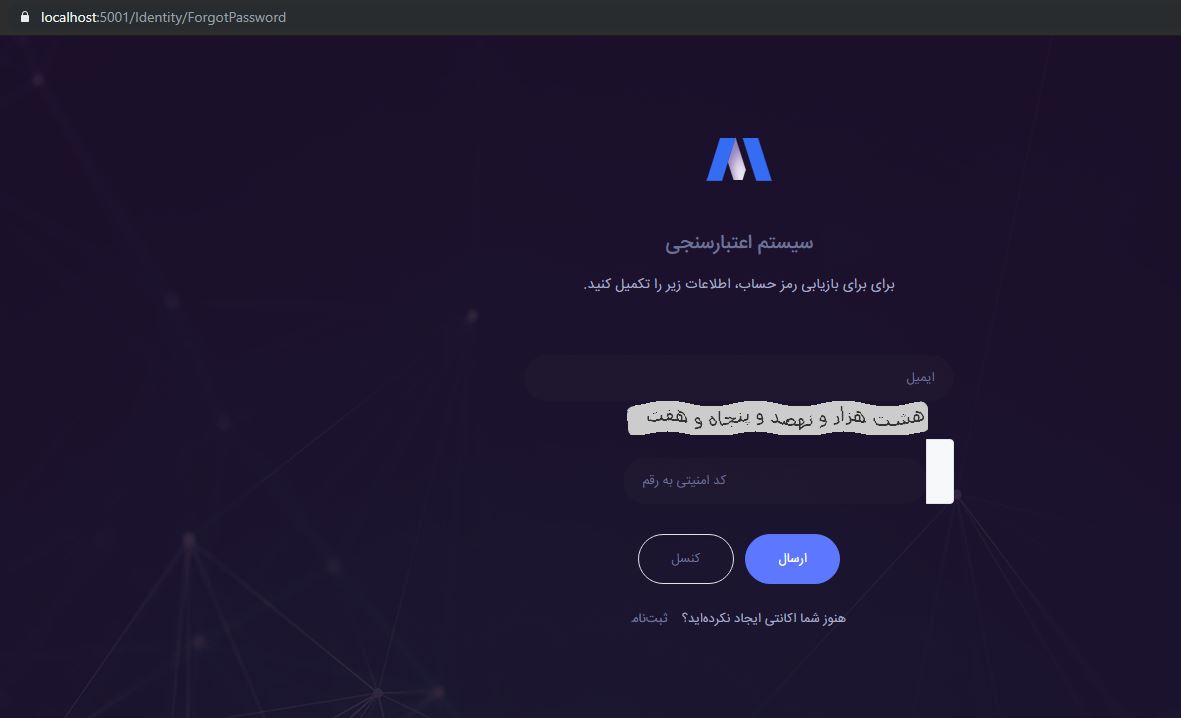 localhost:5001/Identity/ForgotPassword
سیستم اعتبارسنجی
برای برای بازیابی رمز حساب، اطلاعات زیر را تکمیل کنید.
ایمیل
هشت هزار و نهصد و پنجاه و هفت
کد امنیتی به رقم
ارسال کنسل
هنوز شما اکانتی ایجاد نکرده‌اید؟ ثبت‌نام